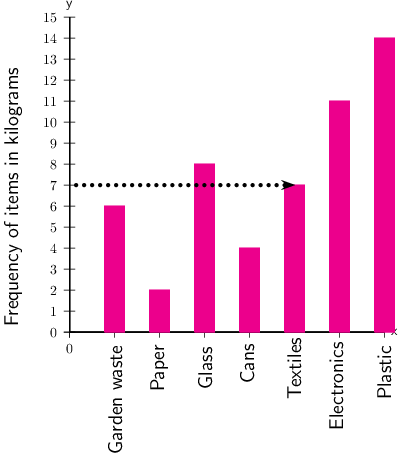 y
15
14
13
12
11
10
9
8
7
6
5
4
3
2
1
0
Frequency of items in kilograms
x
0
Garden waste
Paper
Glass
Cans
Textiles
Electronics
Plastic